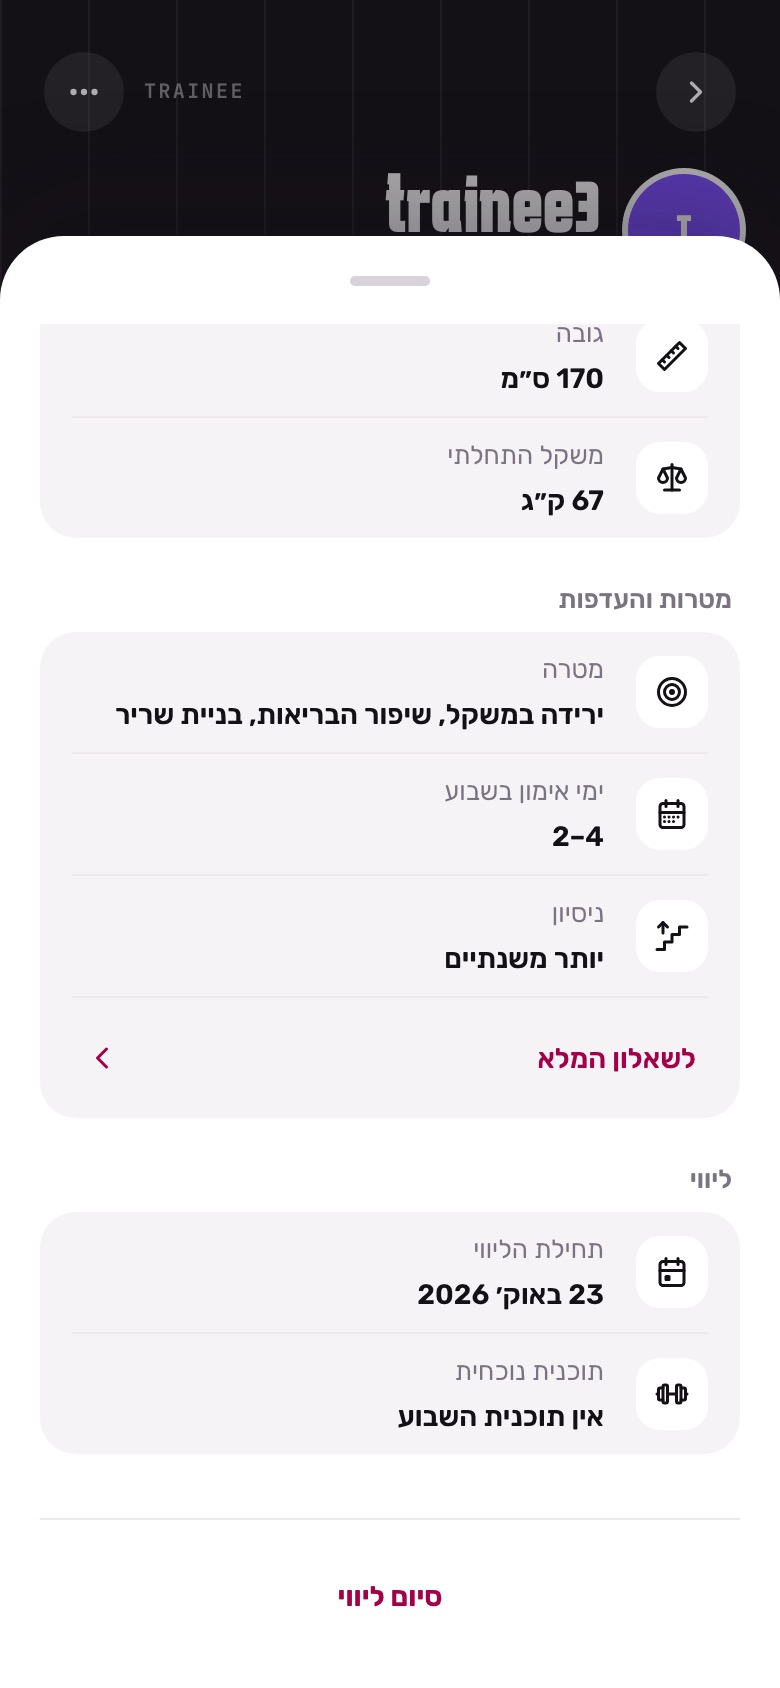 TRAINEE
trainee3
T
גובה
170 ס״מ
משקל התחלתי
67 ק״ג
מטרות והעדפות
מטרה
ירידה במשקל, שיפור הבריאות, בניית שריר
ימי אימון בשבוע
2–4
ניסיון
יותר משנתיים
לשאלון המלא
ליווי
תחילת הליווי
23 באוק׳ 2026
תוכנית נוכחית
אין תוכנית השבוע
סיום ליווי